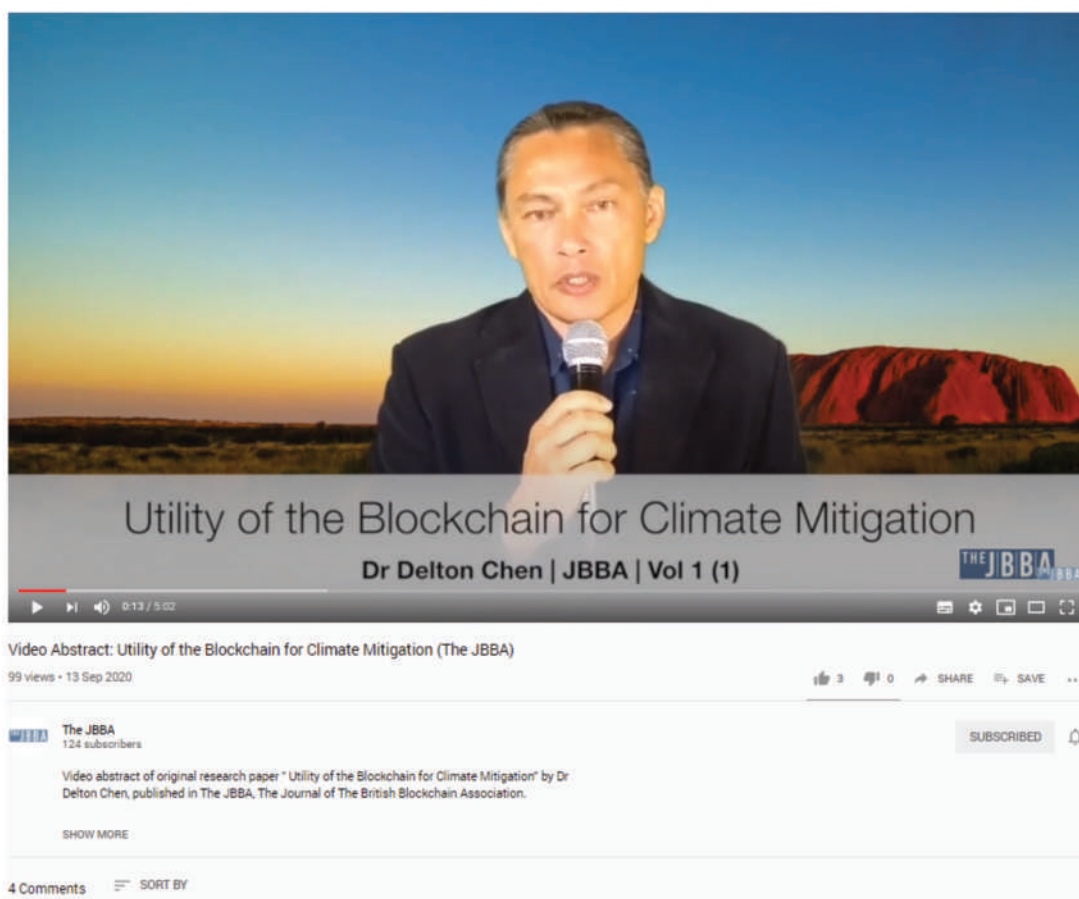 Utility of the Blockchain for Climate Mitigation
Dr Delton Chen | JBBA | Vol 1 (1)
THE JBBA
0:13 / 5:02
Video Abstract: Utility of the Blockchain for Climate Mitigation (The JBBA)
99 views • 13 Sep 2020
3 0 SHARE SAVE
The JBBA
124 subscribers
SUBSCRIBED
Video abstract of original research paper " Utility of the Blockchain for Climate Mitigation" by Dr
Delton Chen, published in The JBBA, The Journal of The British Blockchain Association.
SHOW MORE
4 Comments SORT BY